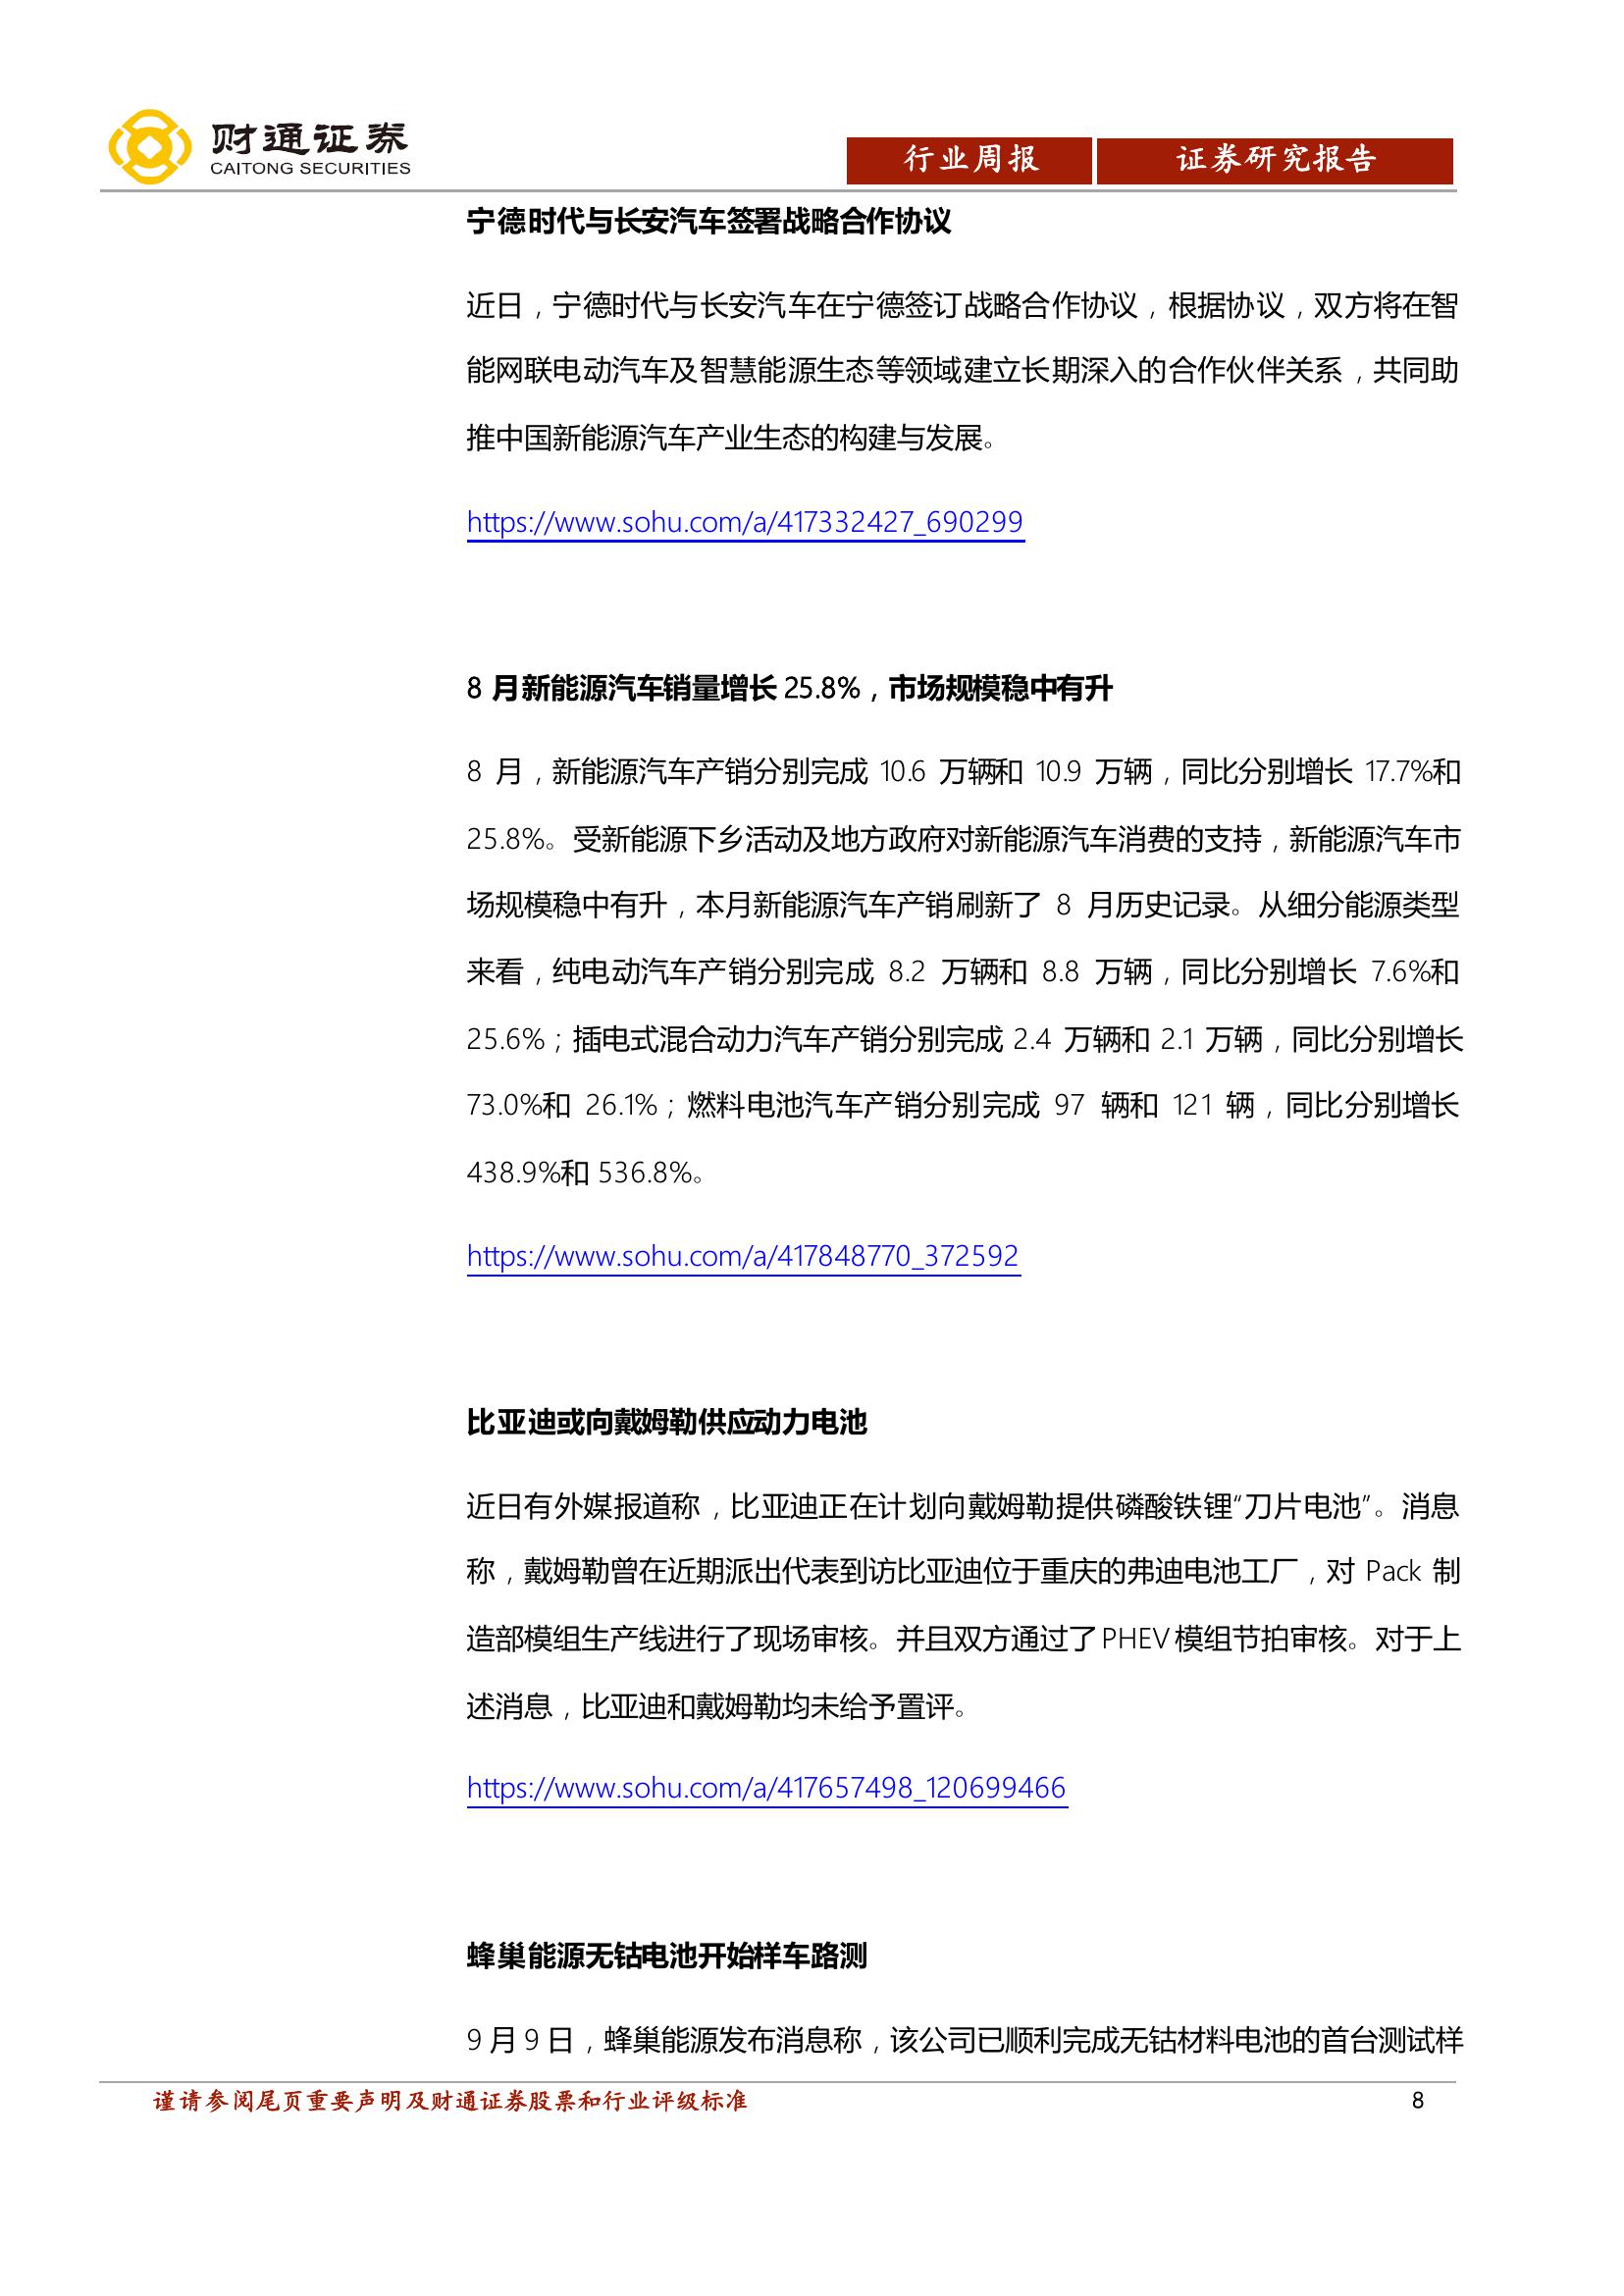 财通证券
CAITONG SECURITIES
行业周报
证券研究报告
宁德时代与长安汽车签署战略合作协议
近日，宁德时代与长安汽车在宁德签订战略合作协议，根据协议，双方将在智
能网联电动汽车及智慧能源生态等领域建立长期深入的合作伙伴关系，共同助
推中国新能源汽车产业生态的构建与发展。
https://www.sohu.com/a/417332427_690299
8 月新能源汽车销量增长 25.8%，市场规模稳中有升
8 月，新能源汽车产销分别完成 10.6 万辆和 10.9 万辆，同比分别增长 17.7%和
25.8%。受新能源下乡活动及地方政府对新能源汽车消费的支持，新能源汽车市
场规模稳中有升，本月新能源汽车产销刷新了 8 月历史记录。从细分能源类型
来看，纯电动汽车产销分别完成 8.2 万辆和 8.8 万辆，同比分别增长 7.6%和
25.6%；插电式混合动力汽车产销分别完成 2.4 万辆和 2.1 万辆，同比分别增长
73.0%和 26.1%；燃料电池汽车产销分别完成 97 辆和 121 辆，同比分别增长
438.9%和 536.8%。
https://www.sohu.com/a/417848770_372592
比亚迪或向戴姆勒供应动力电池
近日有外媒报道称，比亚迪正在计划向戴姆勒提供磷酸铁锂“刀片电池”。消息
称，戴姆勒曾在近期派出代表到访比亚迪位于重庆的弗迪电池工厂，对 Pack 制
造部模组生产线进行了现场审核。并且双方通过了 PHEV 模组节拍审核。对于上
述消息，比亚迪和戴姆勒均未给予置评。
https://www.sohu.com/a/417657498_120699466
蜂巢能源无钴电池开始样车路测
9 月 9 日，蜂巢能源发布消息称，该公司已顺利完成无钴材料电池的首台测试样
谨请参阅尾页重要声明及财通证券股票和行业评级标准
8